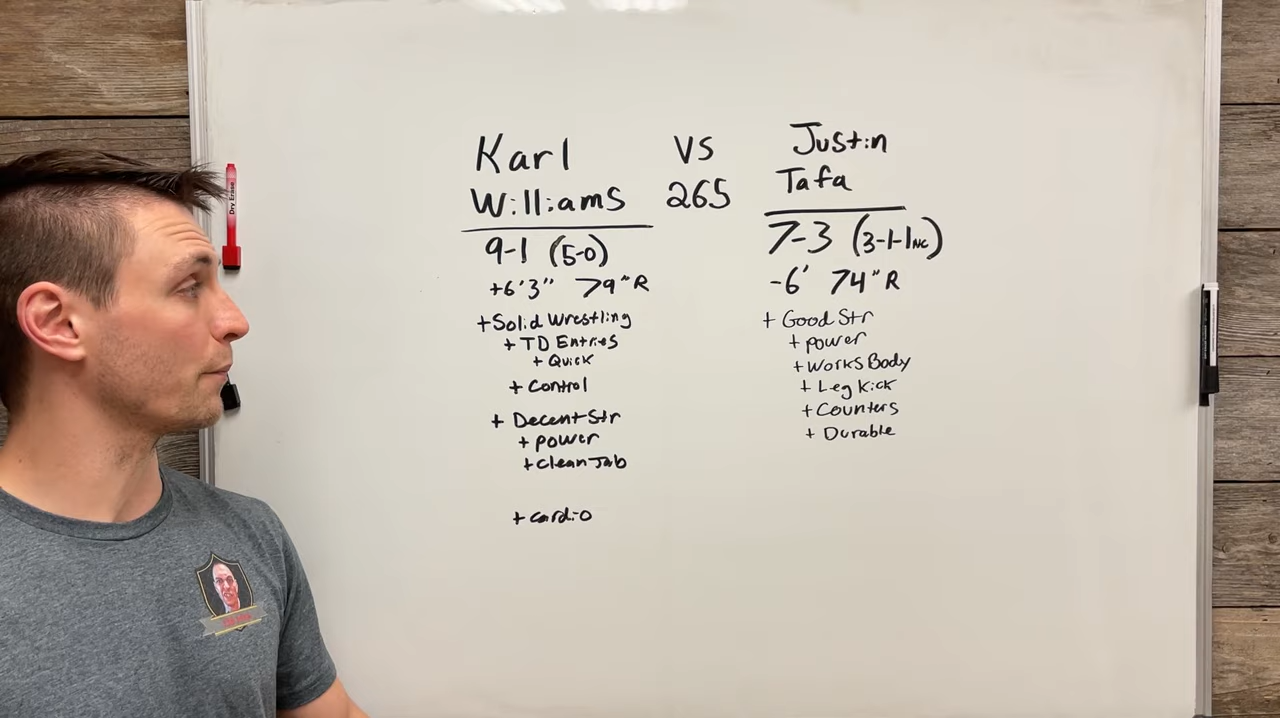 Karl
Williams
VS
265
Justin
Tafa
9-1 (5-0)
+6'3" 79"R
+Solid Wrestling
+ TD Entries
+ Quick
+ Control
+ Decent Str
+ power
+clean Jab
+ cardio
7-3 (3-1-1NC)
-6' 74"R
+ Good Str
+ power
+Works Body
+ Leg Kick
+Counters
+ Durable
Dry Erase